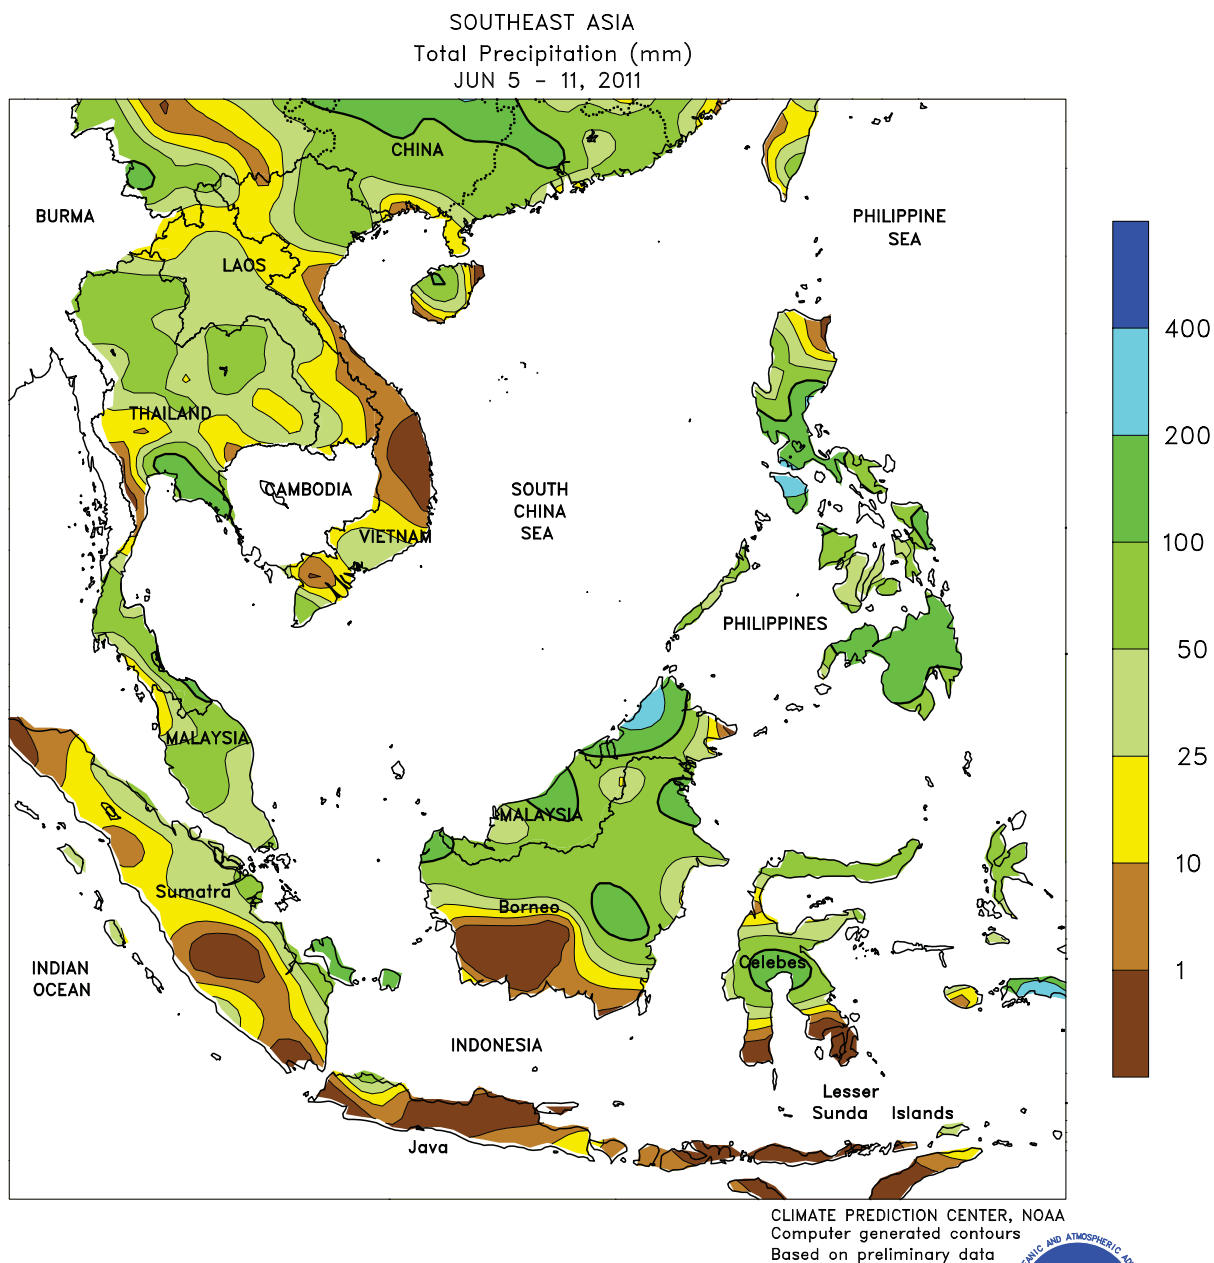 SOUTHEAST ASIA
Total Precipitation (mm)
JUN 5 - 11, 2011
CHINA
BURMA
PHILIPPINE
SEA
LAOS
400
THAILAND
200
CAMBODIA
SOUTH
CHINA
SEA
VIETNAM
100
PHILIPPINES
50
MALAYSIA
25
MALAYSIA
10
Sumatra
Borneo
INDIAN
OCEAN
Celebes
1
INDONESIA
Lesser
Sunda Islands
Java
CLIMATE PREDICTION CENTER, NOAA
Computer generated contours
Based on preliminary data
AND ATMOSPHERIC